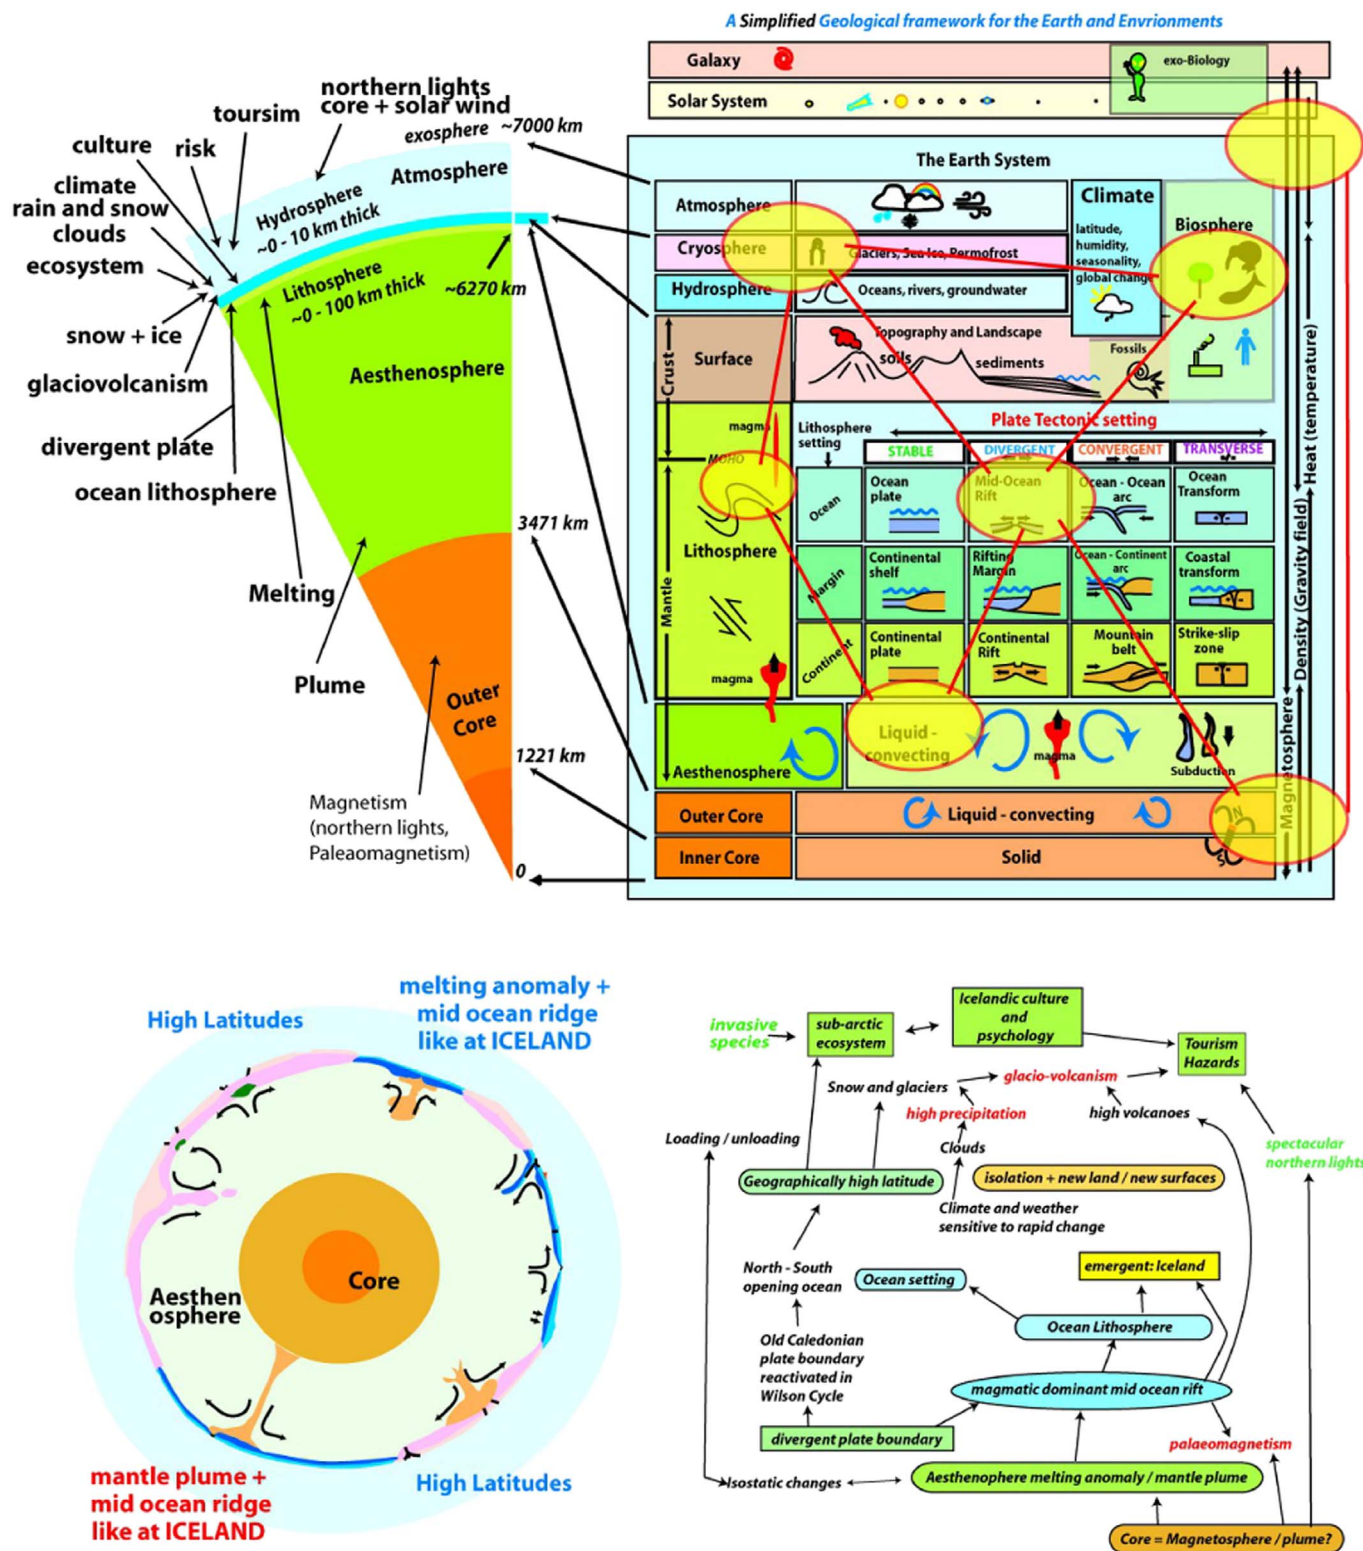 A Simplified Geological framework for the Earth and Envrionments
Galaxy
exo-Biology
Solar System
The Earth System
northern lights
core + solar wind
toursim
exosphere ~7000 km
culture
risk
Atmosphere
climate
rain and snow
clouds
Hydrosphere
~0 - 10 km thick
ecosystem
Lithosphere
~0 - 100 km thick
~6270 km
snow + ice
glaciovolcanism
Aesthenosphere
divergent plate
ocean lithosphere
3471 km
Melting
Plume
Outer
Core
1221 km
Magnetism
(northern lights,
Palaeomagnetism)
0
Atmosphere
Climate
latitude,
humidity,
seasonality,
global change
Biosphere
Cryosphere
Glaciers, Sea Ice, Permofrost
Hydrosphere
Oceans, rivers, groundwater
Crust
Surface
Topography and Landscape
soils
sediments
Fossils
magma
MOHO
Mantle
Lithosphere
magma
Lithosphere
setting
Plate Tectonic setting
STABLE
DIVERGENT
CONVERGENT
TRANSVERSE
Ocean
Ocean
plate
Mid-Ocean
Rift
Ocean - Ocean
arc
Ocean
Transform
Margin
Continental
shelf
Rifting
Margin
Ocean - Continent
arc
Coastal
transform
Continent
Continental
plate
Continental
Rift
Mountain
belt
Strike-slip
zone
Aesthenosphere
Liquid -
convecting
magma
Subduction
Outer Core
Liquid - convecting
N
S
Inner Core
Solid
Magnetosphere
Density (Gravity field)
Heat (temperature)
High Latitudes
melting anomaly +
mid ocean ridge
like at ICELAND
Core
Aesthen
osphere
mantle plume +
mid ocean ridge
like at ICELAND
High Latitudes
invasive
species
sub-arctic
ecosystem
Icelandic culture
and
psychology
Tourism
Hazards
Snow and glaciers
glacio-volcanism
high precipitation
high volcanoes
Loading / unloading
Clouds
spectacular
northern lights
Geographically high latitude
isolation + new land / new surfaces
Climate and weather
sensitive to rapid change
North - South
opening ocean
Ocean setting
emergent: Iceland
Ocean Lithosphere
Old Caledonian
plate boundary
reactivated in
Wilson Cycle
magmatic dominant mid ocean rift
divergent plate boundary
palaeomagnetism
Isostatic changes
Aesthenophere melting anomaly / mantle plume
Core = Magnetosphere / plume?